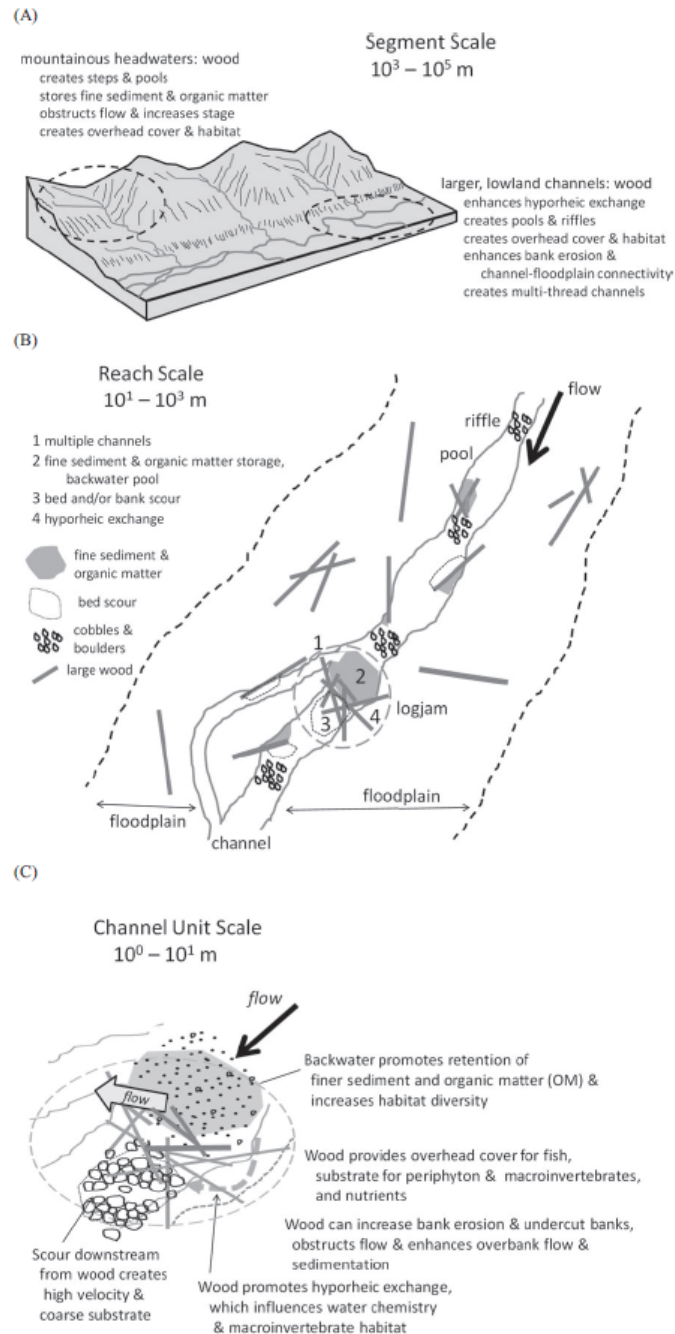 (A)
Segment Scale
10³ – 10⁵ m
mountainous headwaters: wood
creates steps & pools
stores fine sediment & organic matter
obstructs flow & increases stage
creates overhead cover & habitat
larger, lowland channels: wood
enhances hyporheic exchange
creates pools & riffles
creates overhead cover & habitat
enhances bank erosion &
channel-floodplain connectivity
creates multi-thread channels
(B)
Reach Scale
10¹ – 10³ m
1 multiple channels
2 fine sediment & organic matter storage,
backwater pool
3 bed and/or bank scour
4 hyporheic exchange
fine sediment &
organic matter
bed scour
cobbles &
boulders
large wood
flow
riffle
pool
1
2
3
4
logjam
floodplain
floodplain
channel
(C)
Channel Unit Scale
10⁰ – 10¹ m
flow
flow
Backwater promotes retention of
finer sediment and organic matter (OM) &
increases habitat diversity
Wood provides overhead cover for fish,
substrate for periphyton & macroinvertebrates,
and nutrients
Wood can increase bank erosion & undercut banks,
obstructs flow & enhances overbank flow &
sedimentation
Scour downstream
from wood creates
high velocity &
coarse substrate
Wood promotes hyporheic exchange,
which influences water chemistry
& macroinvertebrate habitat